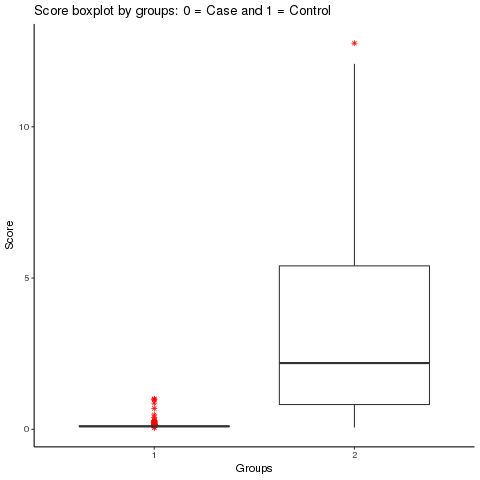 Score boxplot by groups: 0 = Case and 1 = Control
10
5
0
Score
1
2
Groups